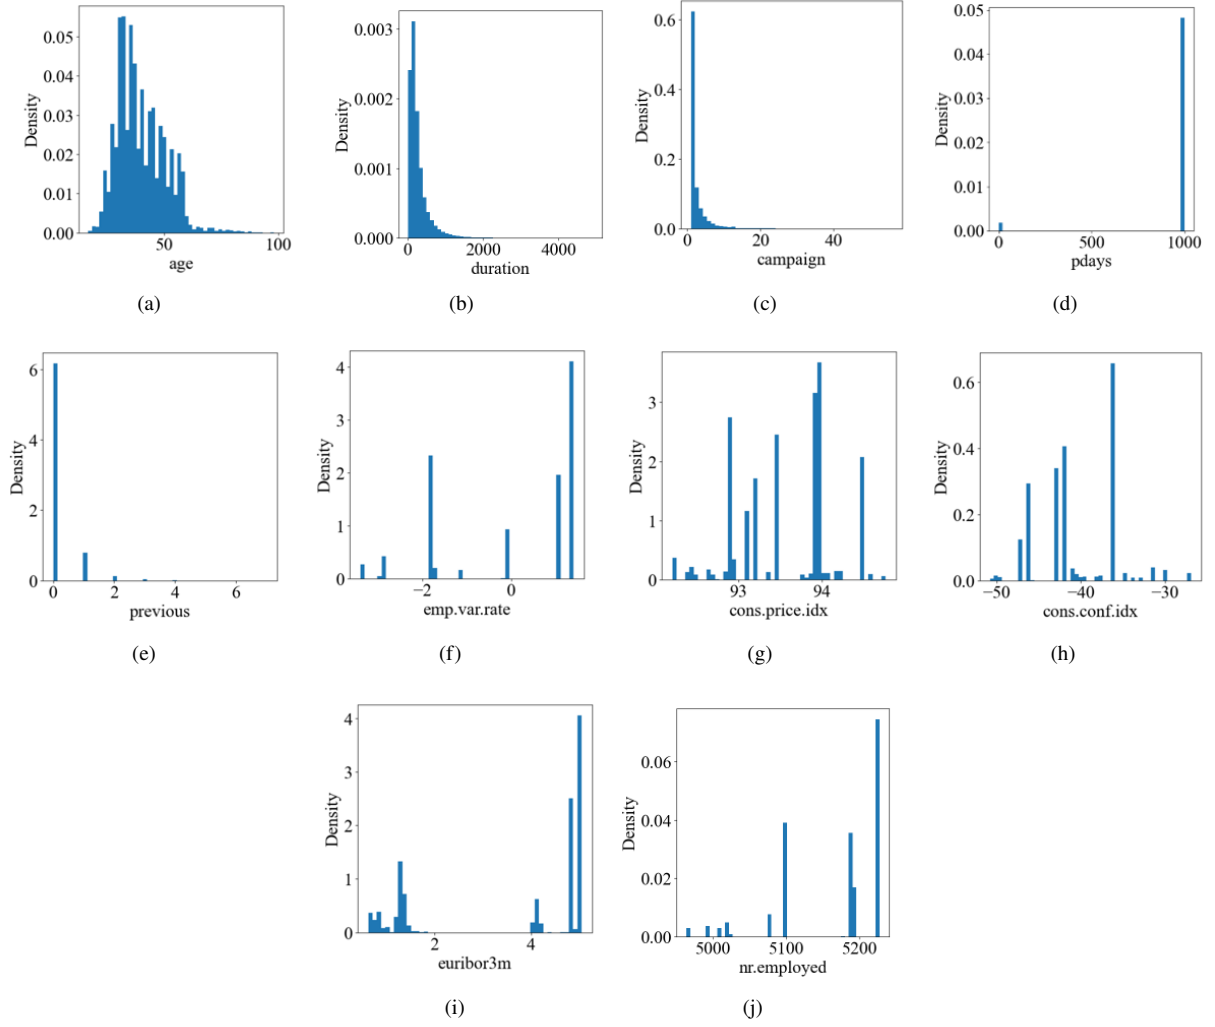 0.05
0.04
0.03
0.02
0.01
0.00
Density
50
100
age
(a)
0.003
0.002
0.001
0.000
Density
0
2000
4000
duration
(b)
0.6
0.4
0.2
0.0
Density
0
20
40
campaign
(c)
0.05
0.04
0.03
0.02
0.01
0.00
Density
0
500
1000
pdays
(d)
6
4
2
0
Density
0
2
4
6
previous
(e)
4
3
2
1
0
Density
−2
0
emp.var.rate
(f)
3
2
1
0
Density
93
94
cons.price.idx
(g)
0.6
0.4
0.2
0.0
Density
−50
−40
−30
cons.conf.idx
(h)
4
3
2
1
0
Density
2
4
euribor3m
(i)
0.06
0.04
0.02
0.00
Density
5000
5100
5200
nr.employed
(j)